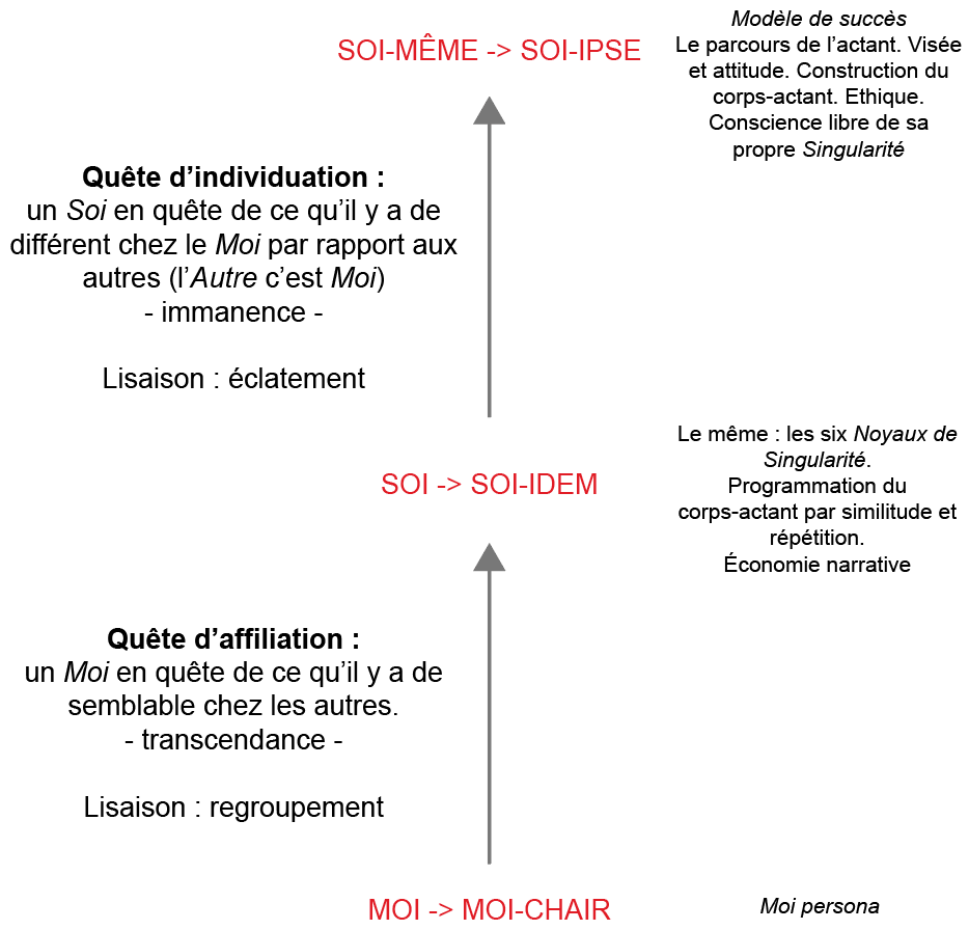 Modèle de succès
SOI-MÊME -> SOI-IPSE
Le parcours de l'actant. Visée
et attitude. Construction du
corps-actant. Ethique.
Conscience libre de sa
propre Singularité
Quête d'individuation :
un Soi en quête de ce qu'il y a de
différent chez le Moi par rapport aux
autres (l'Autre c'est Moi)
- immanence -
Lisaison : éclatement
SOI -> SOI-IDEM
Le même : les six Noyaux de
Singularité.
Programmation du
corps-actant par similitude et
répétition.
Économie narrative
Quête d'affiliation :
un Moi en quête de ce qu'il y a de
semblable chez les autres.
- transcendance -
Lisaison : regroupement
MOI -> MOI-CHAIR
Moi persona